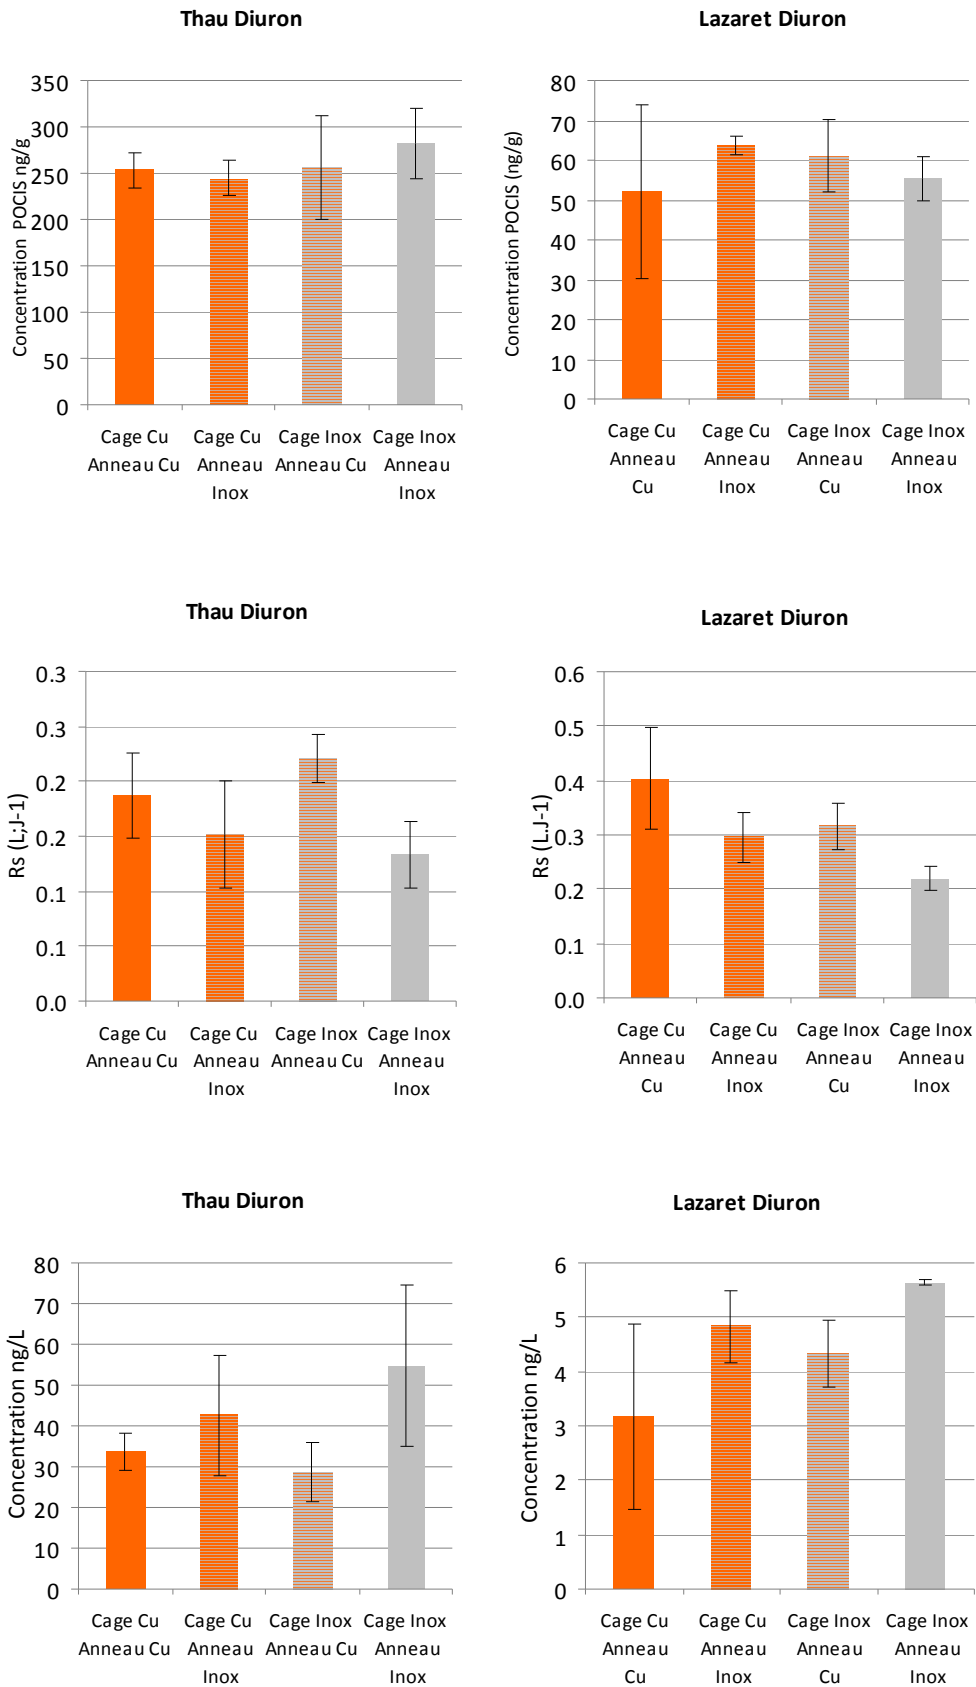 Thau Diuron
Concentration POCIS ng/g
350
300
250
200
150
100
50
0
Cage Cu Cage Cu Cage Inox Cage Inox
Anneau Cu Anneau Anneau Cu Anneau
Inox Inox
Lazaret Diuron
Concentration POCIS (ng/g)
80
70
60
50
40
30
20
10
0
Cage Cu Cage Cu Cage Inox Cage Inox
Anneau Anneau Anneau Anneau
Cu Inox Cu Inox
Thau Diuron
Rs (L;J-1)
0.3
0.3
0.2
0.2
0.1
0.1
0.0
Cage Cu Cage Cu Cage Inox Cage Inox
Anneau Cu Anneau Anneau Cu Anneau
Inox Inox
Lazaret Diuron
Rs (L.J-1)
0.6
0.5
0.4
0.3
0.2
0.1
0.0
Cage Cu Cage Cu Cage Inox Cage Inox
Anneau Anneau Anneau Anneau
Cu Inox Cu Inox
Thau Diuron
Concentration ng/L
80
70
60
50
40
30
20
10
0
Cage Cu Cage Cu Cage Inox Cage Inox
Anneau Cu Anneau Anneau Cu Anneau
Inox Inox
Lazaret Diuron
Concentration ng/L
6
5
4
3
2
1
0
Cage Cu Cage Cu Cage Inox Cage Inox
Anneau Anneau Anneau Anneau
Cu Inox Cu Inox